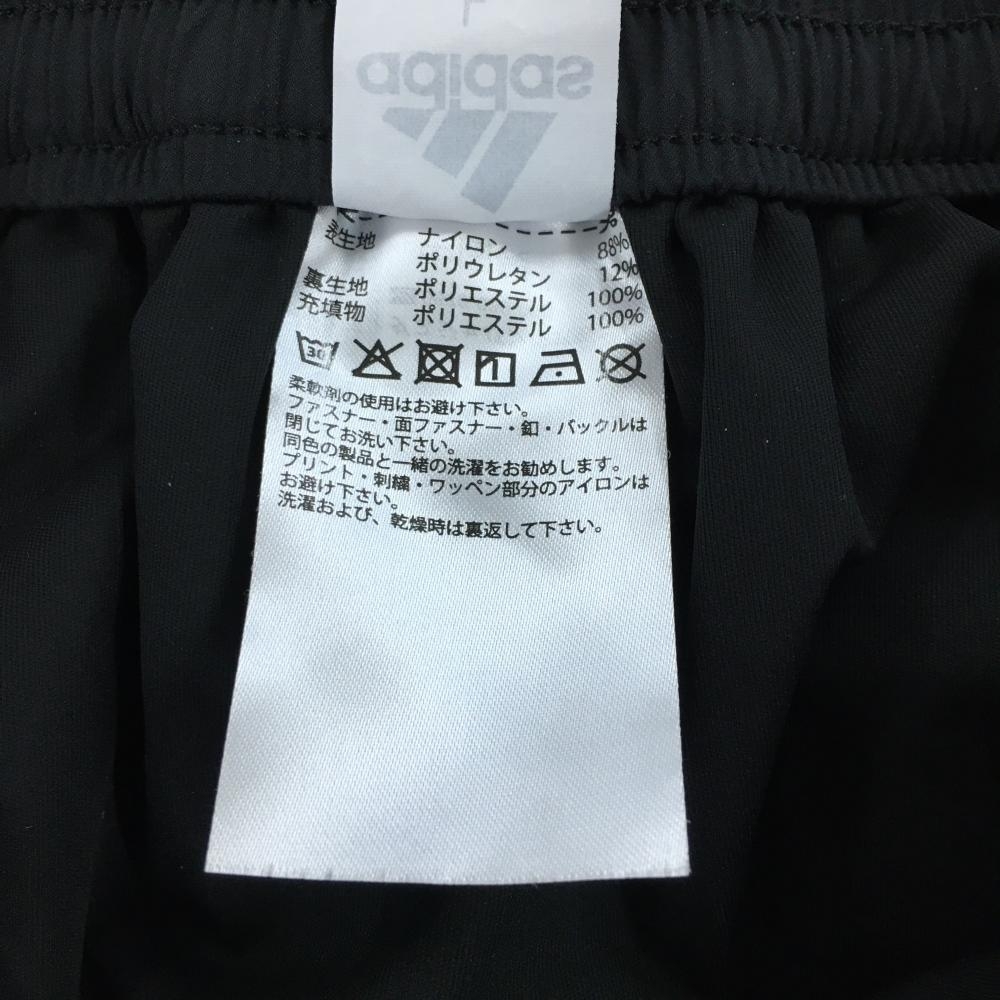 adidas
表生地 ナイロン 88%
ポリウレタン 12%
裏生地 ポリエステル 100%
充填物 ポリエステル 100%
30 1
柔軟剤の使用はお避け下さい。
ファスナー・面ファスナー・釦・バックルは
閉じてお洗い下さい。
同色の製品と一緒の洗濯をお勧めします。
プリント・刺繍・ワッペン部分のアイロンは
お避け下さい。
洗濯および、乾燥時は裏返して下さい。